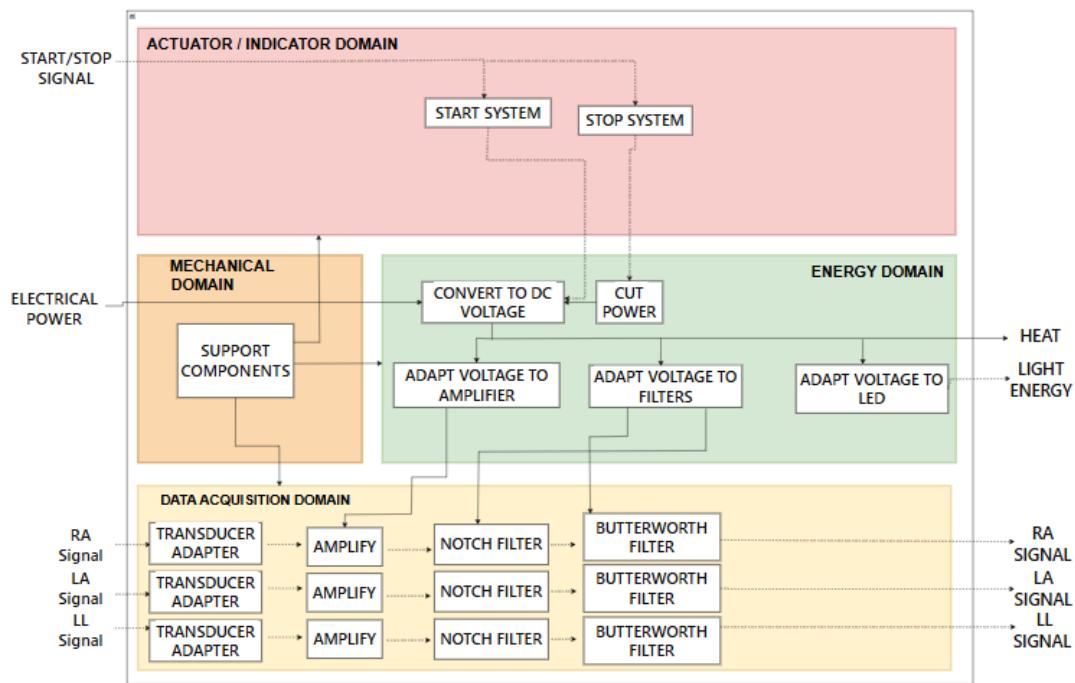 ACTUATOR / INDICATOR DOMAIN
START/STOP
SIGNAL
START SYSTEM
STOP SYSTEM
MECHANICAL
DOMAIN
ENERGY DOMAIN
ELECTRICAL
POWER
CONVERT TO DC
VOLTAGE
CUT
POWER
SUPPORT
COMPONENTS
HEAT
ADAPT VOLTAGE TO
AMPLIFIER
ADAPT VOLTAGE TO
FILTERS
ADAPT VOLTAGE TO
LED
LIGHT
ENERGY
DATA ACQUISITION DOMAIN
RA
Signal
TRANSDUCER
ADAPTER
AMPLIFY
NOTCH FILTER
BUTTERWORTH
FILTER
RA
SIGNAL
LA
Signal
TRANSDUCER
ADAPTER
AMPLIFY
NOTCH FILTER
BUTTERWORTH
FILTER
LA
SIGNAL
LL
Signal
TRANSDUCER
ADAPTER
AMPLIFY
NOTCH FILTER
BUTTERWORTH
FILTER
LL
SIGNAL